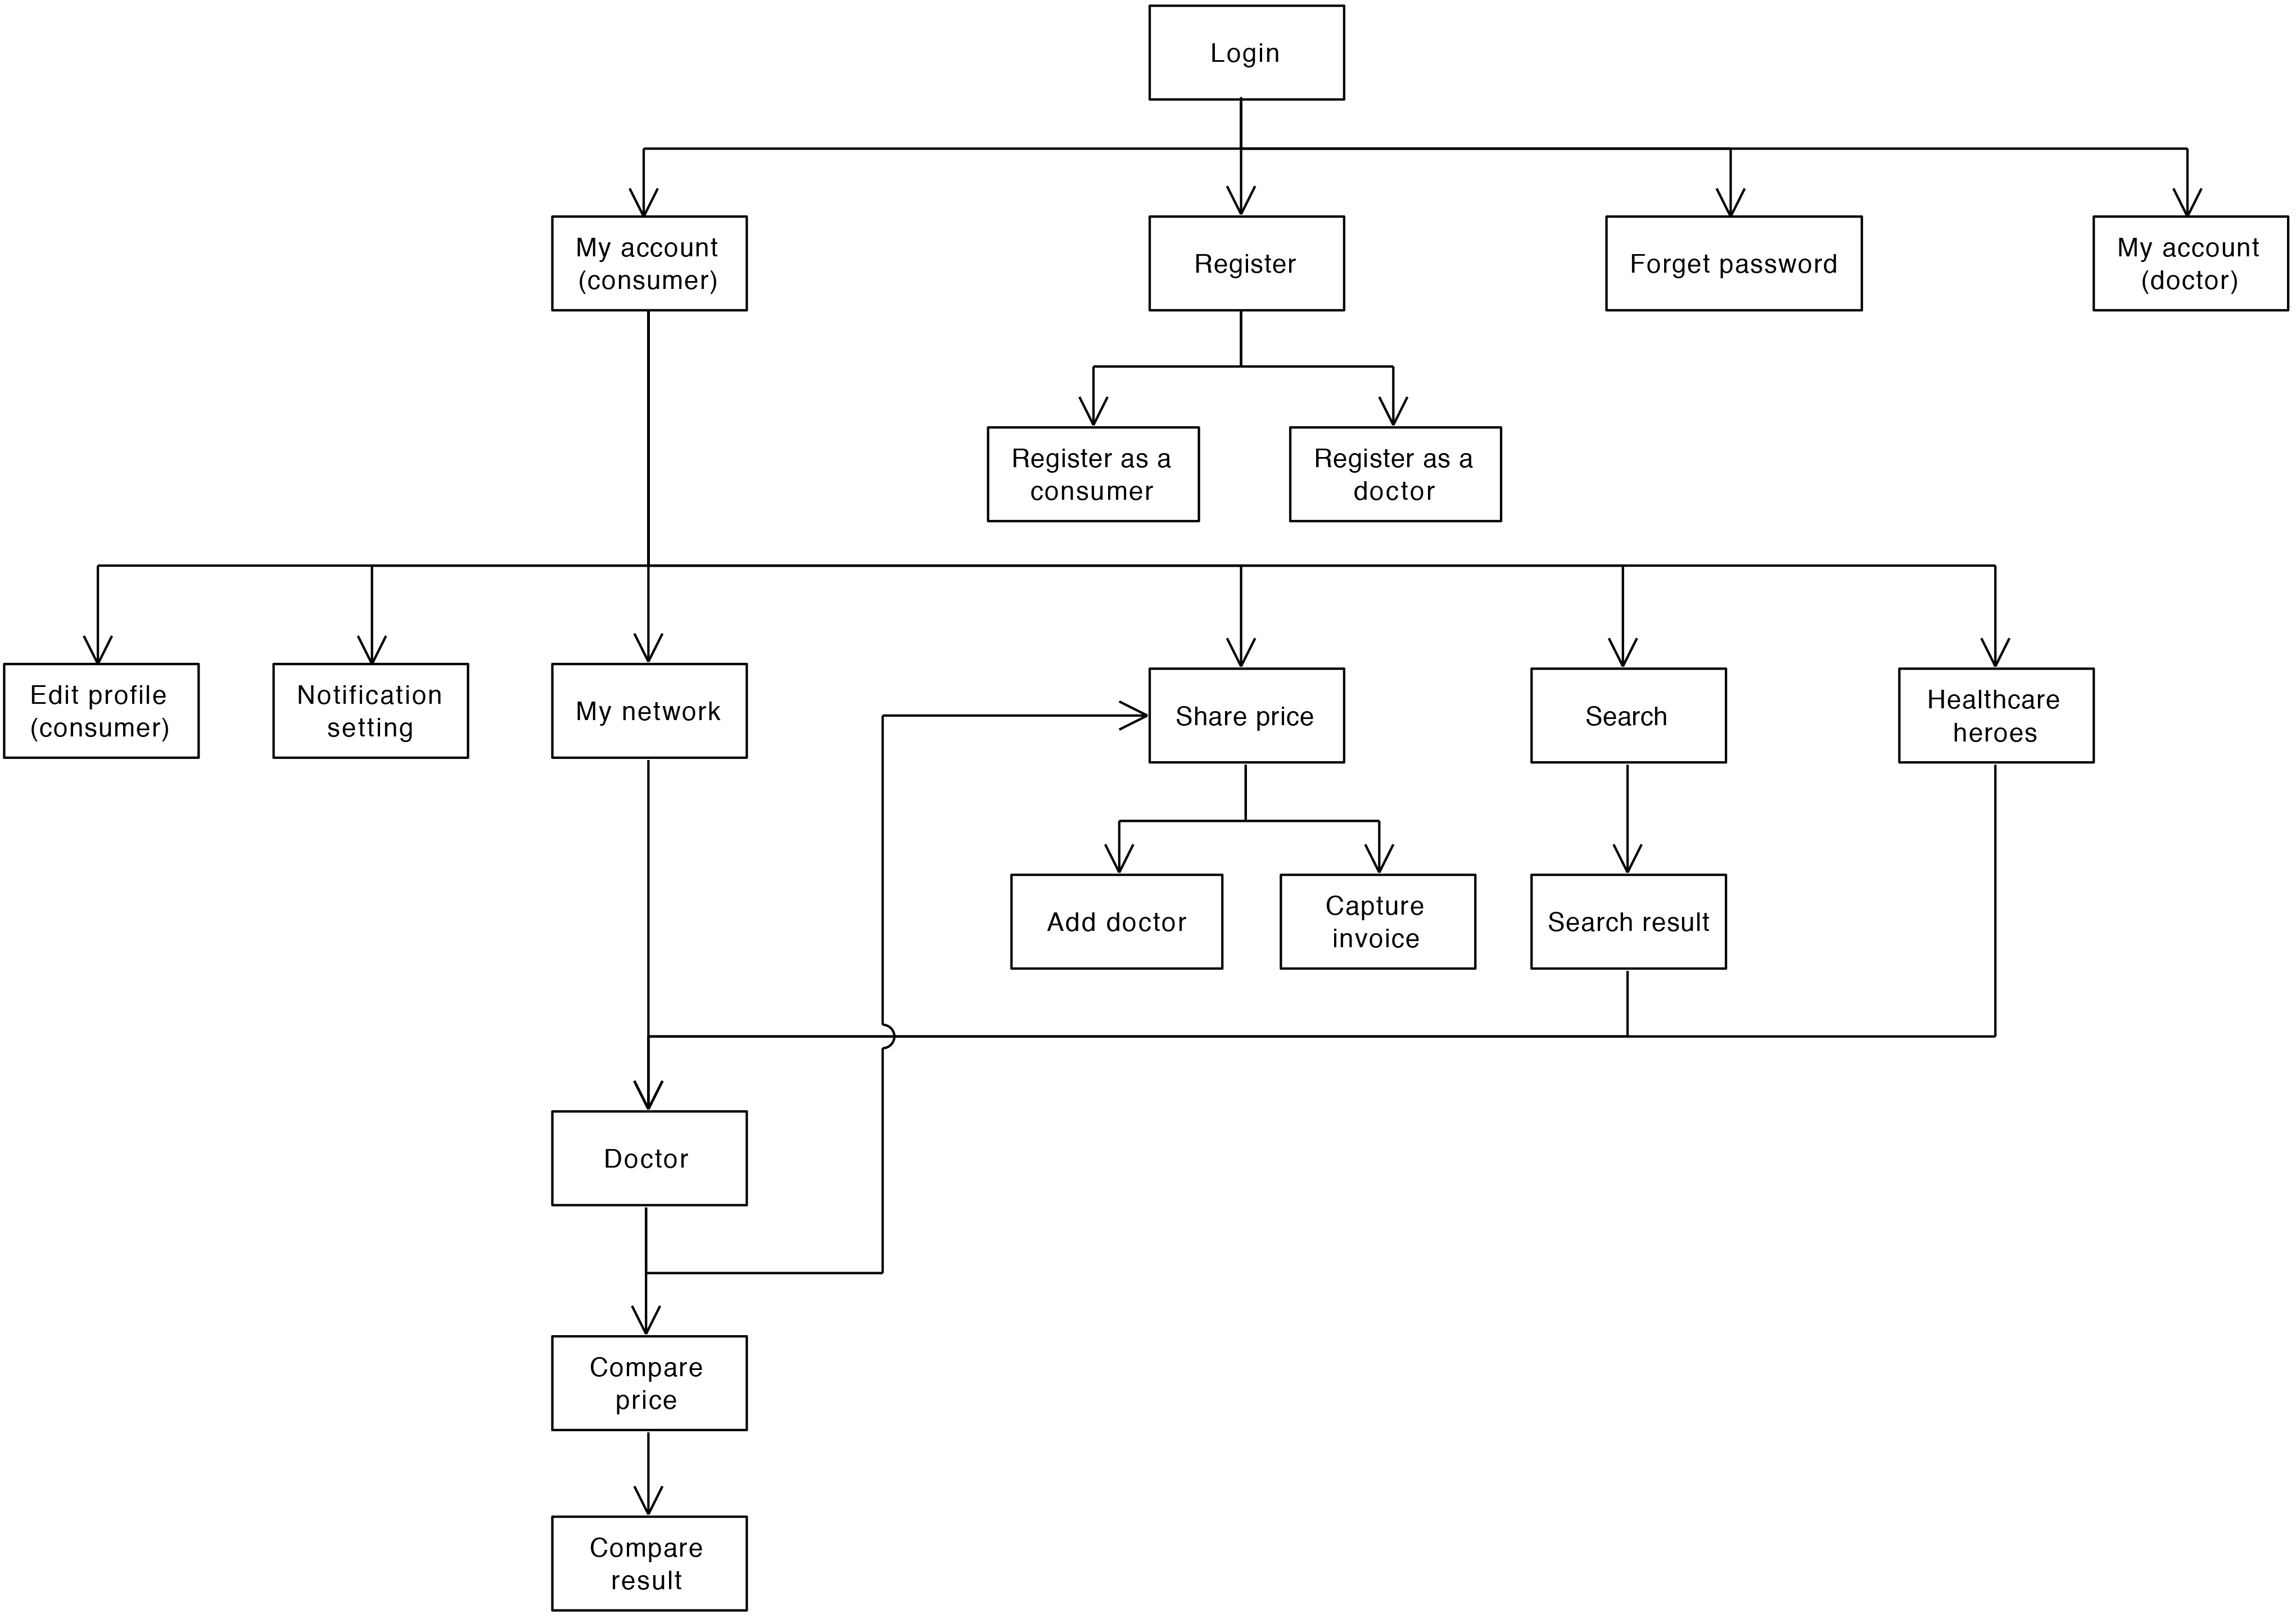 Login
My account
(consumer)
Register
Forget password
My account
(doctor)
Register as a
consumer
Register as a
doctor
Edit profile
(consumer)
Notification
setting
My network
Share price
Search
Healthcare
heroes
Add doctor
Capture
invoice
Search result
Doctor
Compare
price
Compare
result